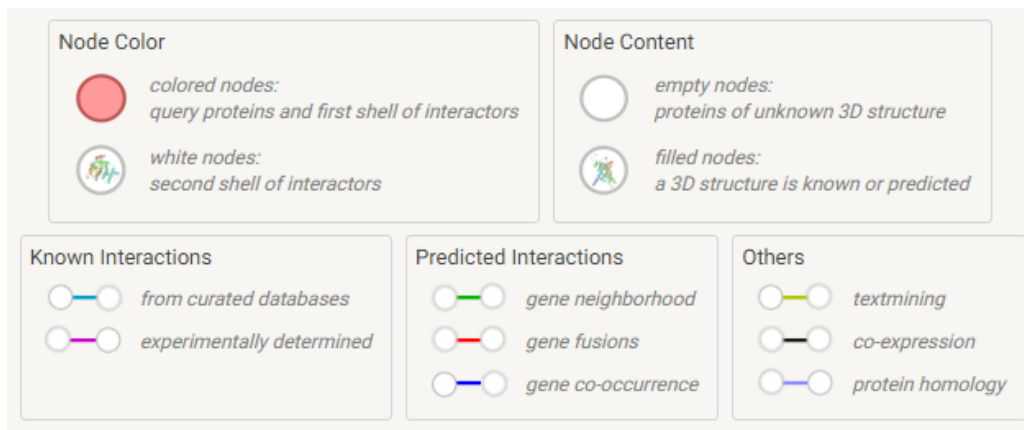 Node Color
colored nodes:
query proteins and first shell of interactors
white nodes:
second shell of interactors
Node Content
empty nodes:
proteins of unknown 3D structure
filled nodes:
a 3D structure is known or predicted
Known Interactions
from curated databases
experimentally determined
Predicted Interactions
gene neighborhood
gene fusions
gene co-occurrence
Others
textmining
co-expression
protein homology